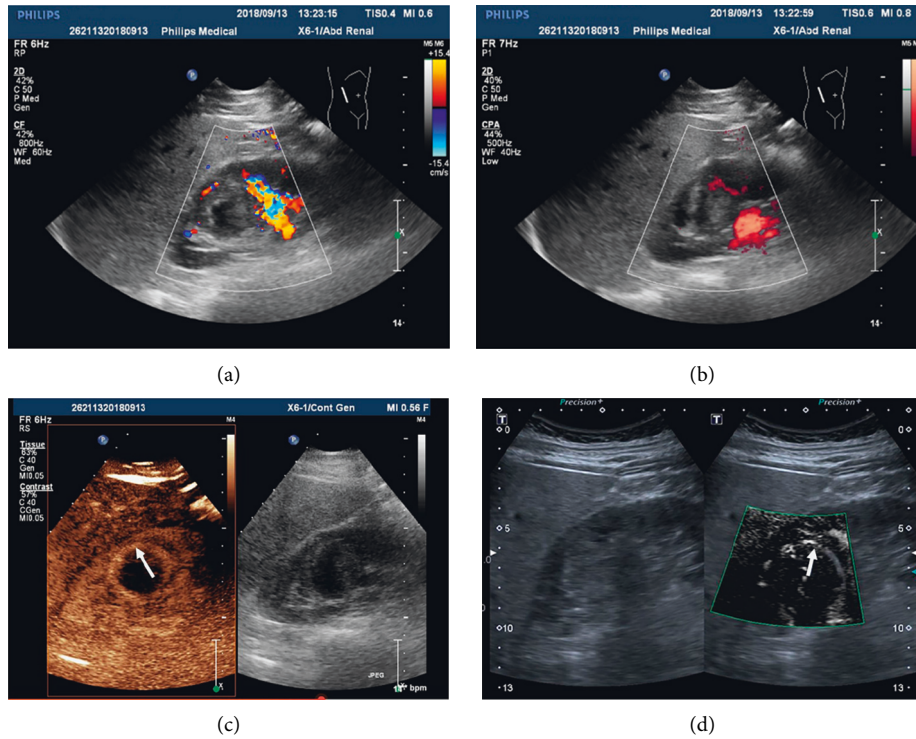 PHILIPS 2018/09/13 13:23:15 TIS0.4 MI 0.6
26211320180913 Philips Medical X6-1/Abd Renal
FR 6Hz
RP
M5 M6
+15.4
2D
42%
C 50
P Med
Gen
CF
42%
800Hz
WF 60Hz
Med
-15.4
cm/s
P
X
14
(a)
PHILIPS 2018/09/13 13:22:59 TIS0.6 MI 0.8
26211320180913 Philips Medical X6-1/Abd Renal
FR 7Hz
P1
2D
40%
C 50
P Med
Gen
CPA
44%
500Hz
WF 40Hz
Low
P
X
14
(b)
26211320180913 X6-1/Cont Gen MI 0.56 F
FR 6Hz
RS
M4
M4
Tissue
63%
C 40
Gen
MI0.05
Contrast
57%
C 40
CGen
MI0.05
P
P
X
JPEG
bpm
(c)
Precision+ Precision+
T T
0 0
5 5
10 10
13 13
(d)